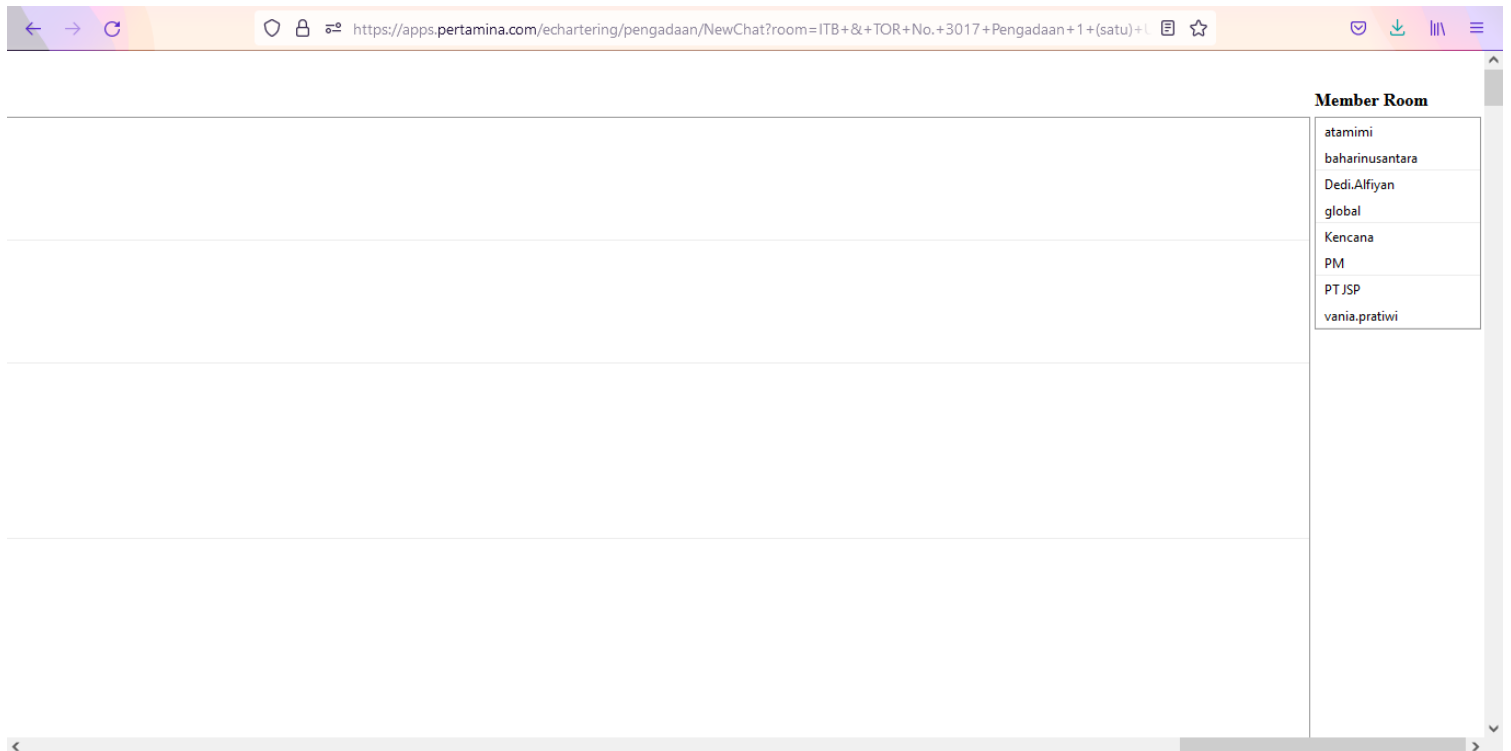 https://apps.pertamina.com/echartering/pengadaan/NewChat?room=ITB+&+TOR+No.+3017+Pengadaan+1+(satu)+
Member Room
atamimi
baharinusantara
Dedi.Alfiyan
global
Kencana
PM
PT JSP
vania.pratiwi